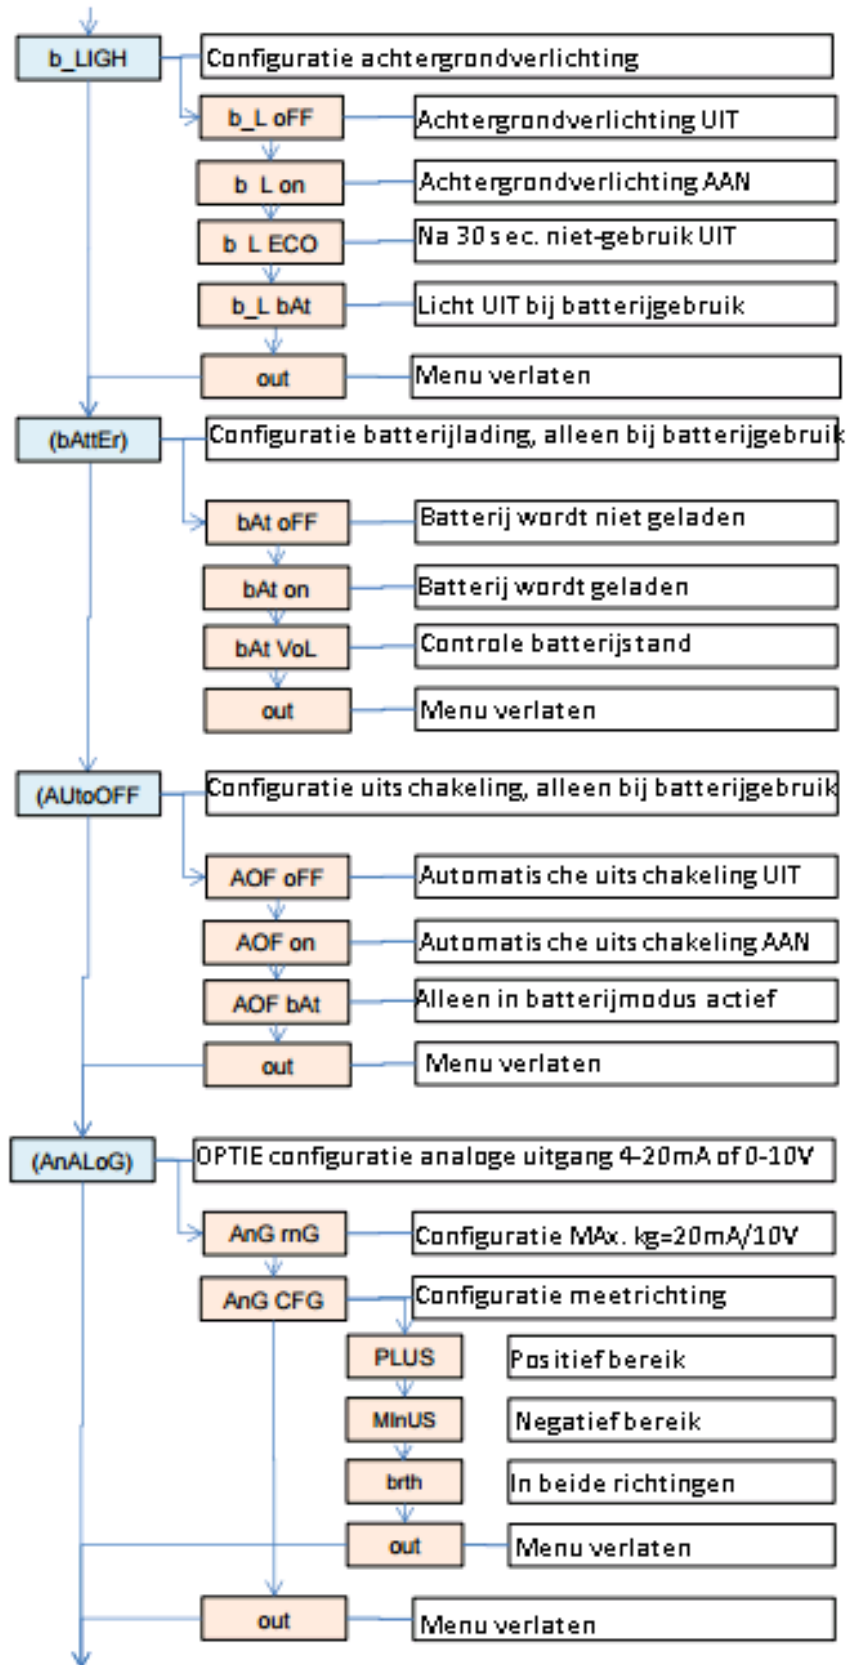 b_LIGH Configuratie achtergrondverlichting
b_L oFF Achtergrondverlichting UIT
b L on Achtergrondverlichting AAN
b L ECO Na 30 sec. niet-gebruik UIT
b_L bAt Licht UIT bij batterijgebruik
out Menu verlaten
(bAttEr) Configuratie batterijlading, alleen bij batterijgebruik
bAt oFF Batterij wordt niet geladen
bAt on Batterij wordt geladen
bAt VoL Controle batterijstand
out Menu verlaten
(AUtoOFF Configuratie uitschakeling, alleen bij batterijgebruik
AOF oFF Automatische uitschakeling UIT
AOF on Automatische uitschakeling AAN
AOF bAt Alleen in batterijmodus actief
out Menu verlaten
(AnALoG) OPTIE configuratie analoge uitgang 4-20mA of 0-10V
AnG rnG Configuratie MAx. kg=20mA/10V
AnG CFG Configuratie meetrichting
PLUS Positief bereik
MInUS Negatief bereik
brth In beide richtingen
out Menu verlaten
out Menu verlaten